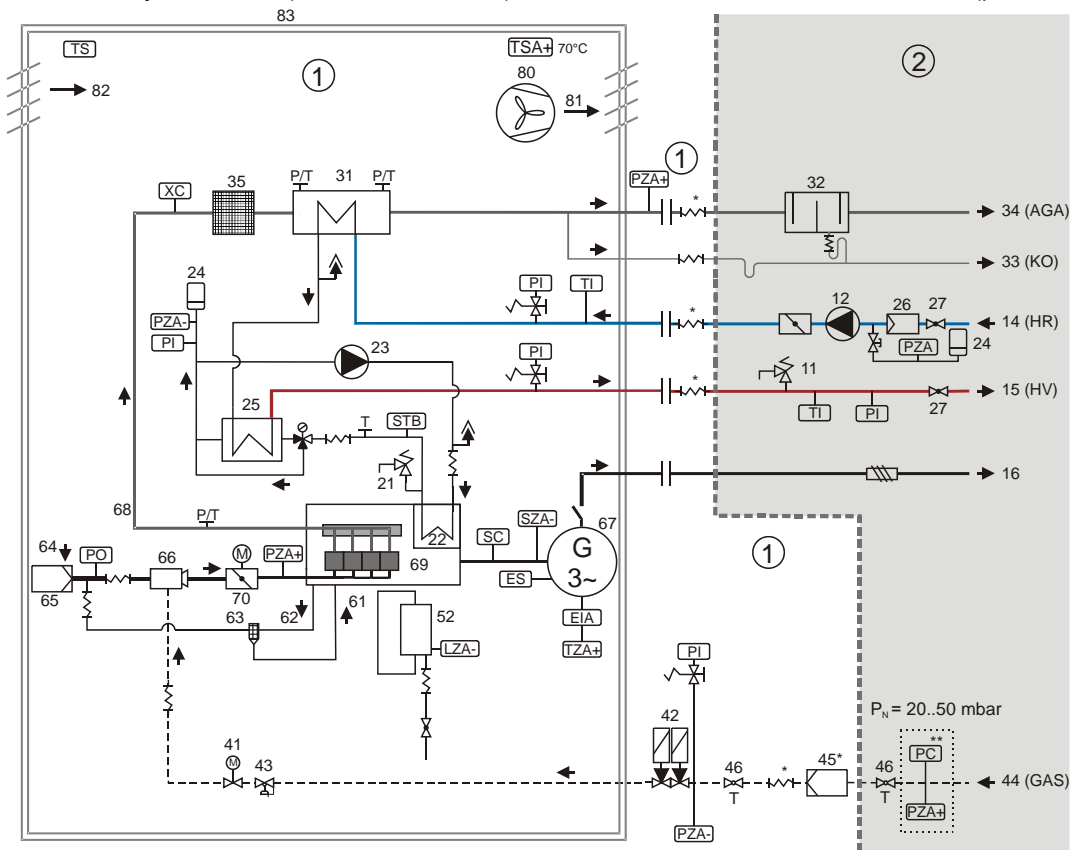 83
TS
1
TSA+ 70°C
2
82
80
81
1
PZA+
XC
35
P/T
31
P/T
*
32
34 (AGA)
33 (KO)
24
PI
TI
12
26
27
14 (HR)
PZA-
*
PZA
24
PI
23
PI
11
15 (HV)
25
*
TI
PI
27
T
STB
21
16
68
P/T
22
SZA-
67
SC
G
3~
64
PO
66
M
PZA+
69
ES
1
65
70
61
63
62
52
EIA
LZA-
TZA+
PI
PN = 20..50 mbar
42
**
41
PC
M
43
46
*
45*
46
44 (GAS)
T
T
PZA+
PZA-